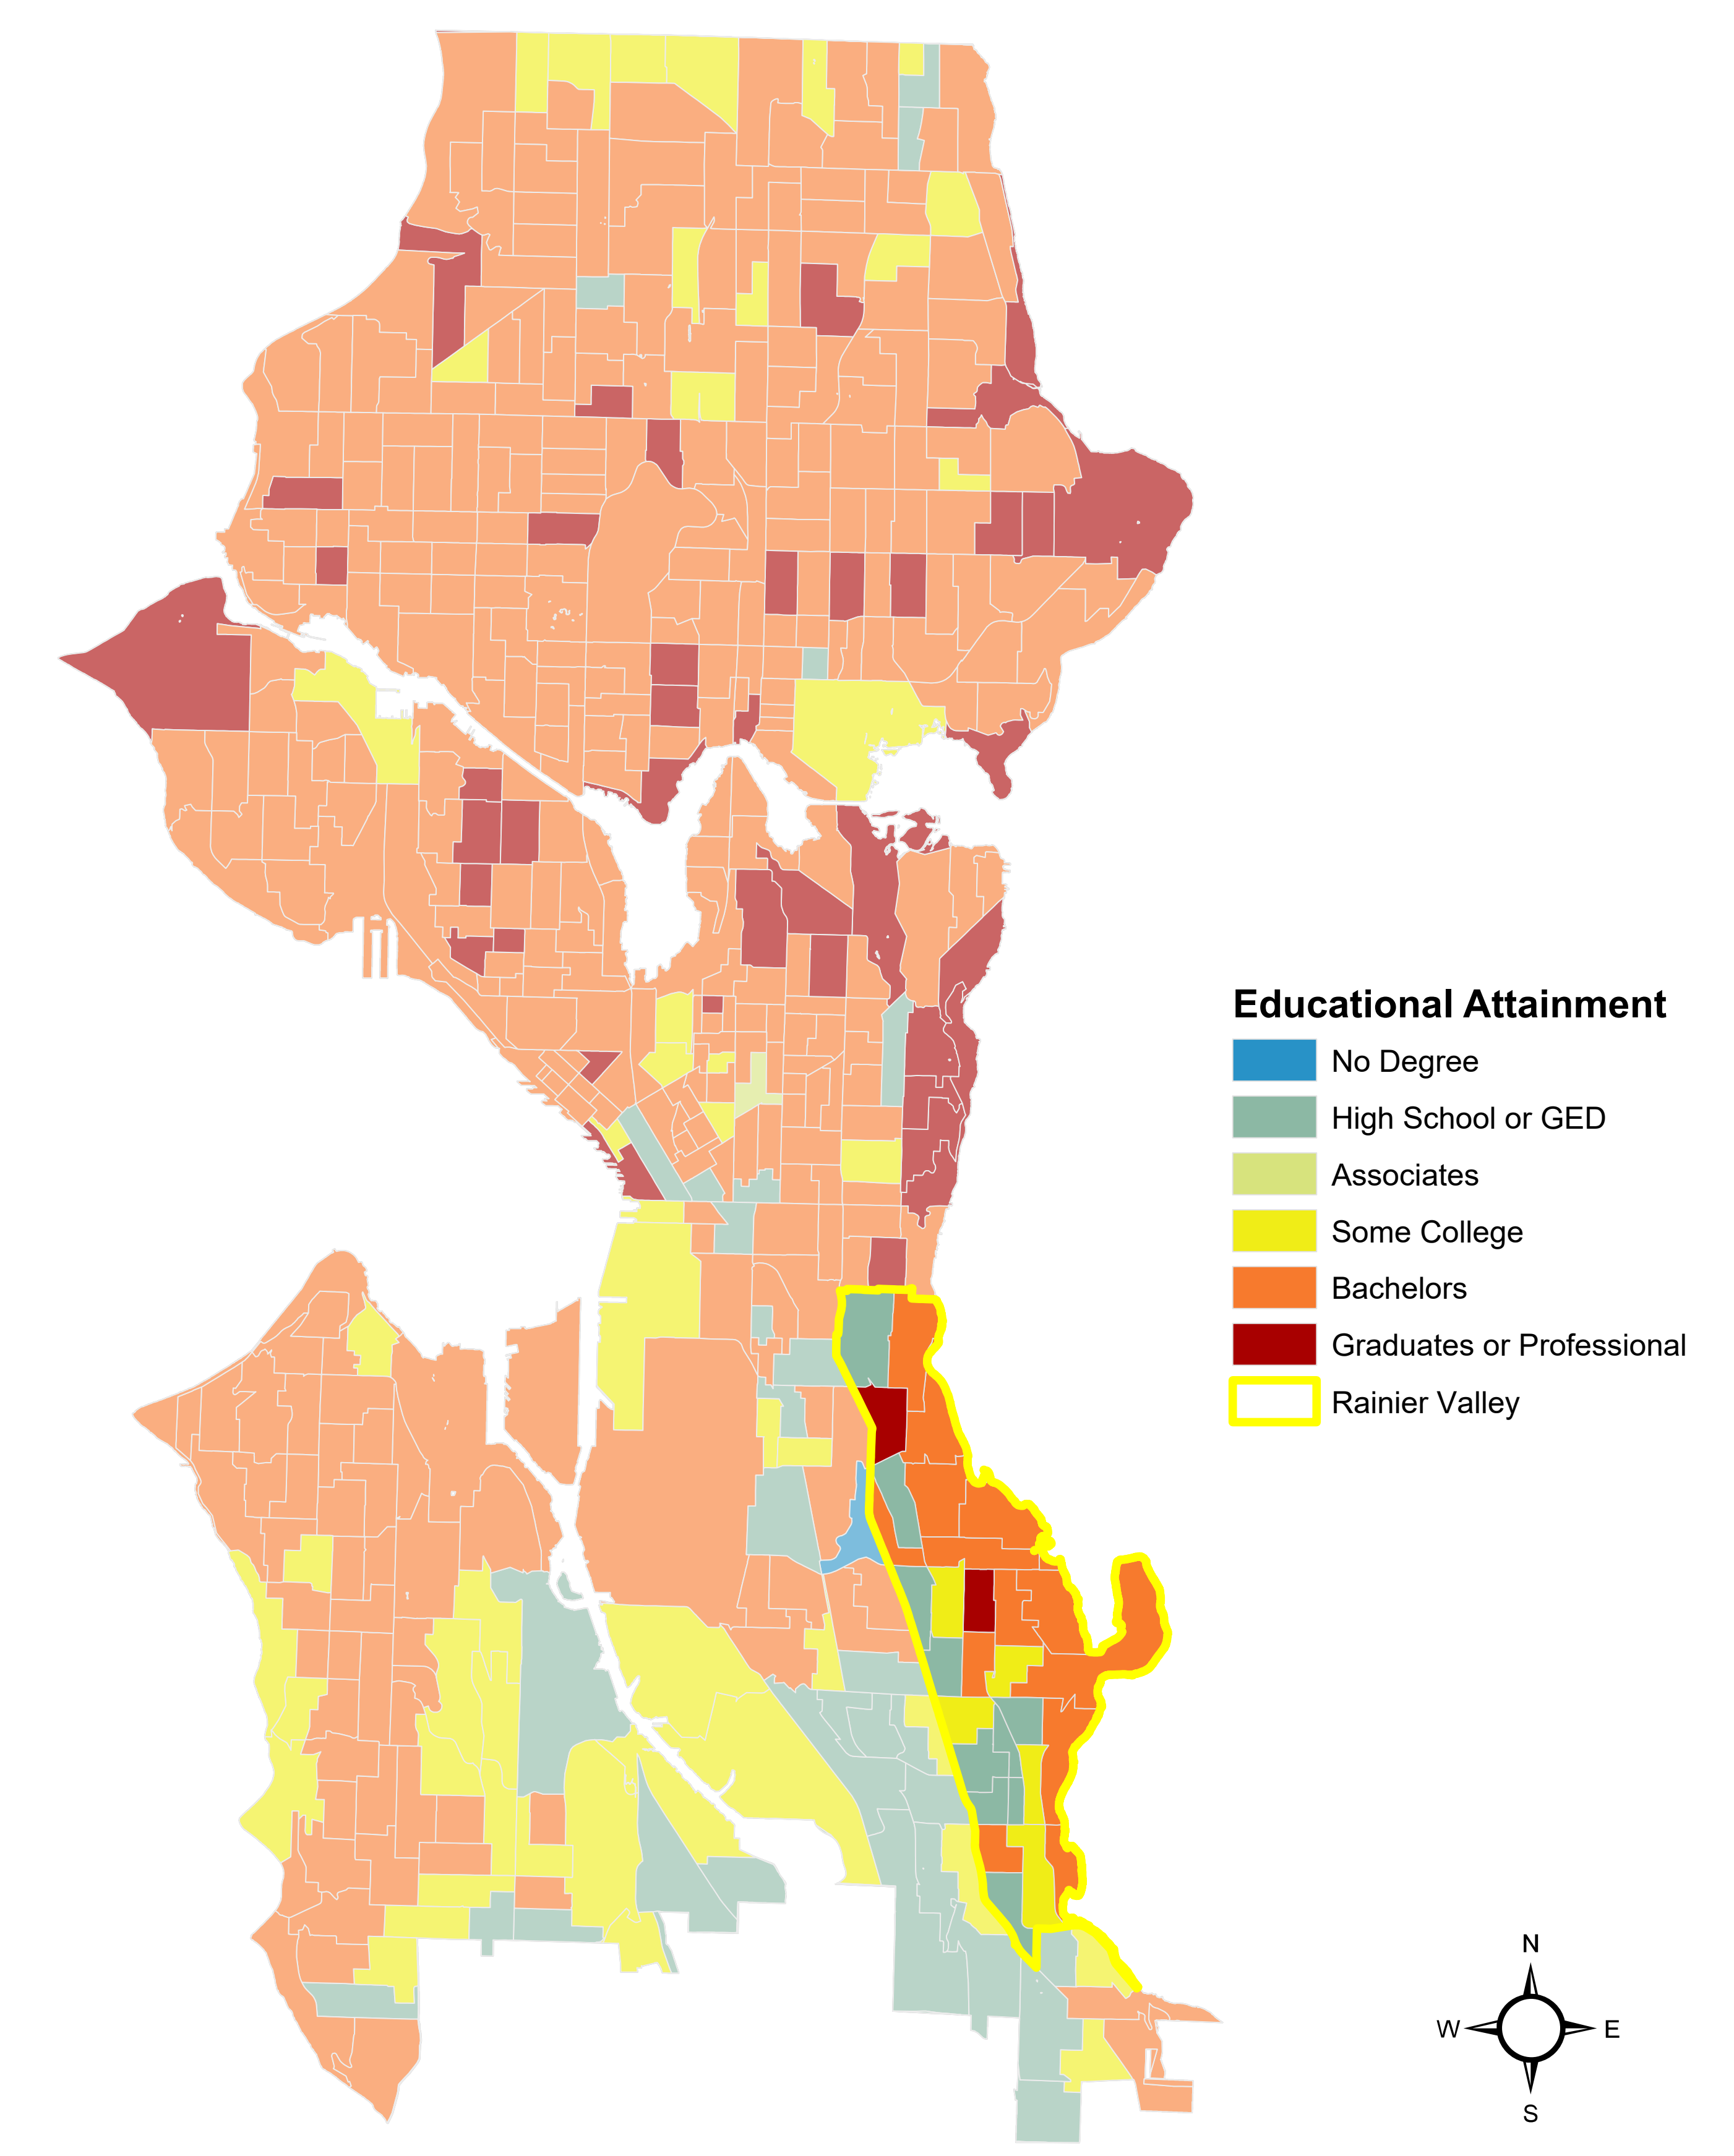 Educational Attainment
No Degree
High School or GED
Associates
Some College
Bachelors
Graduates or Professional
Rainier Valley
N
W E
S